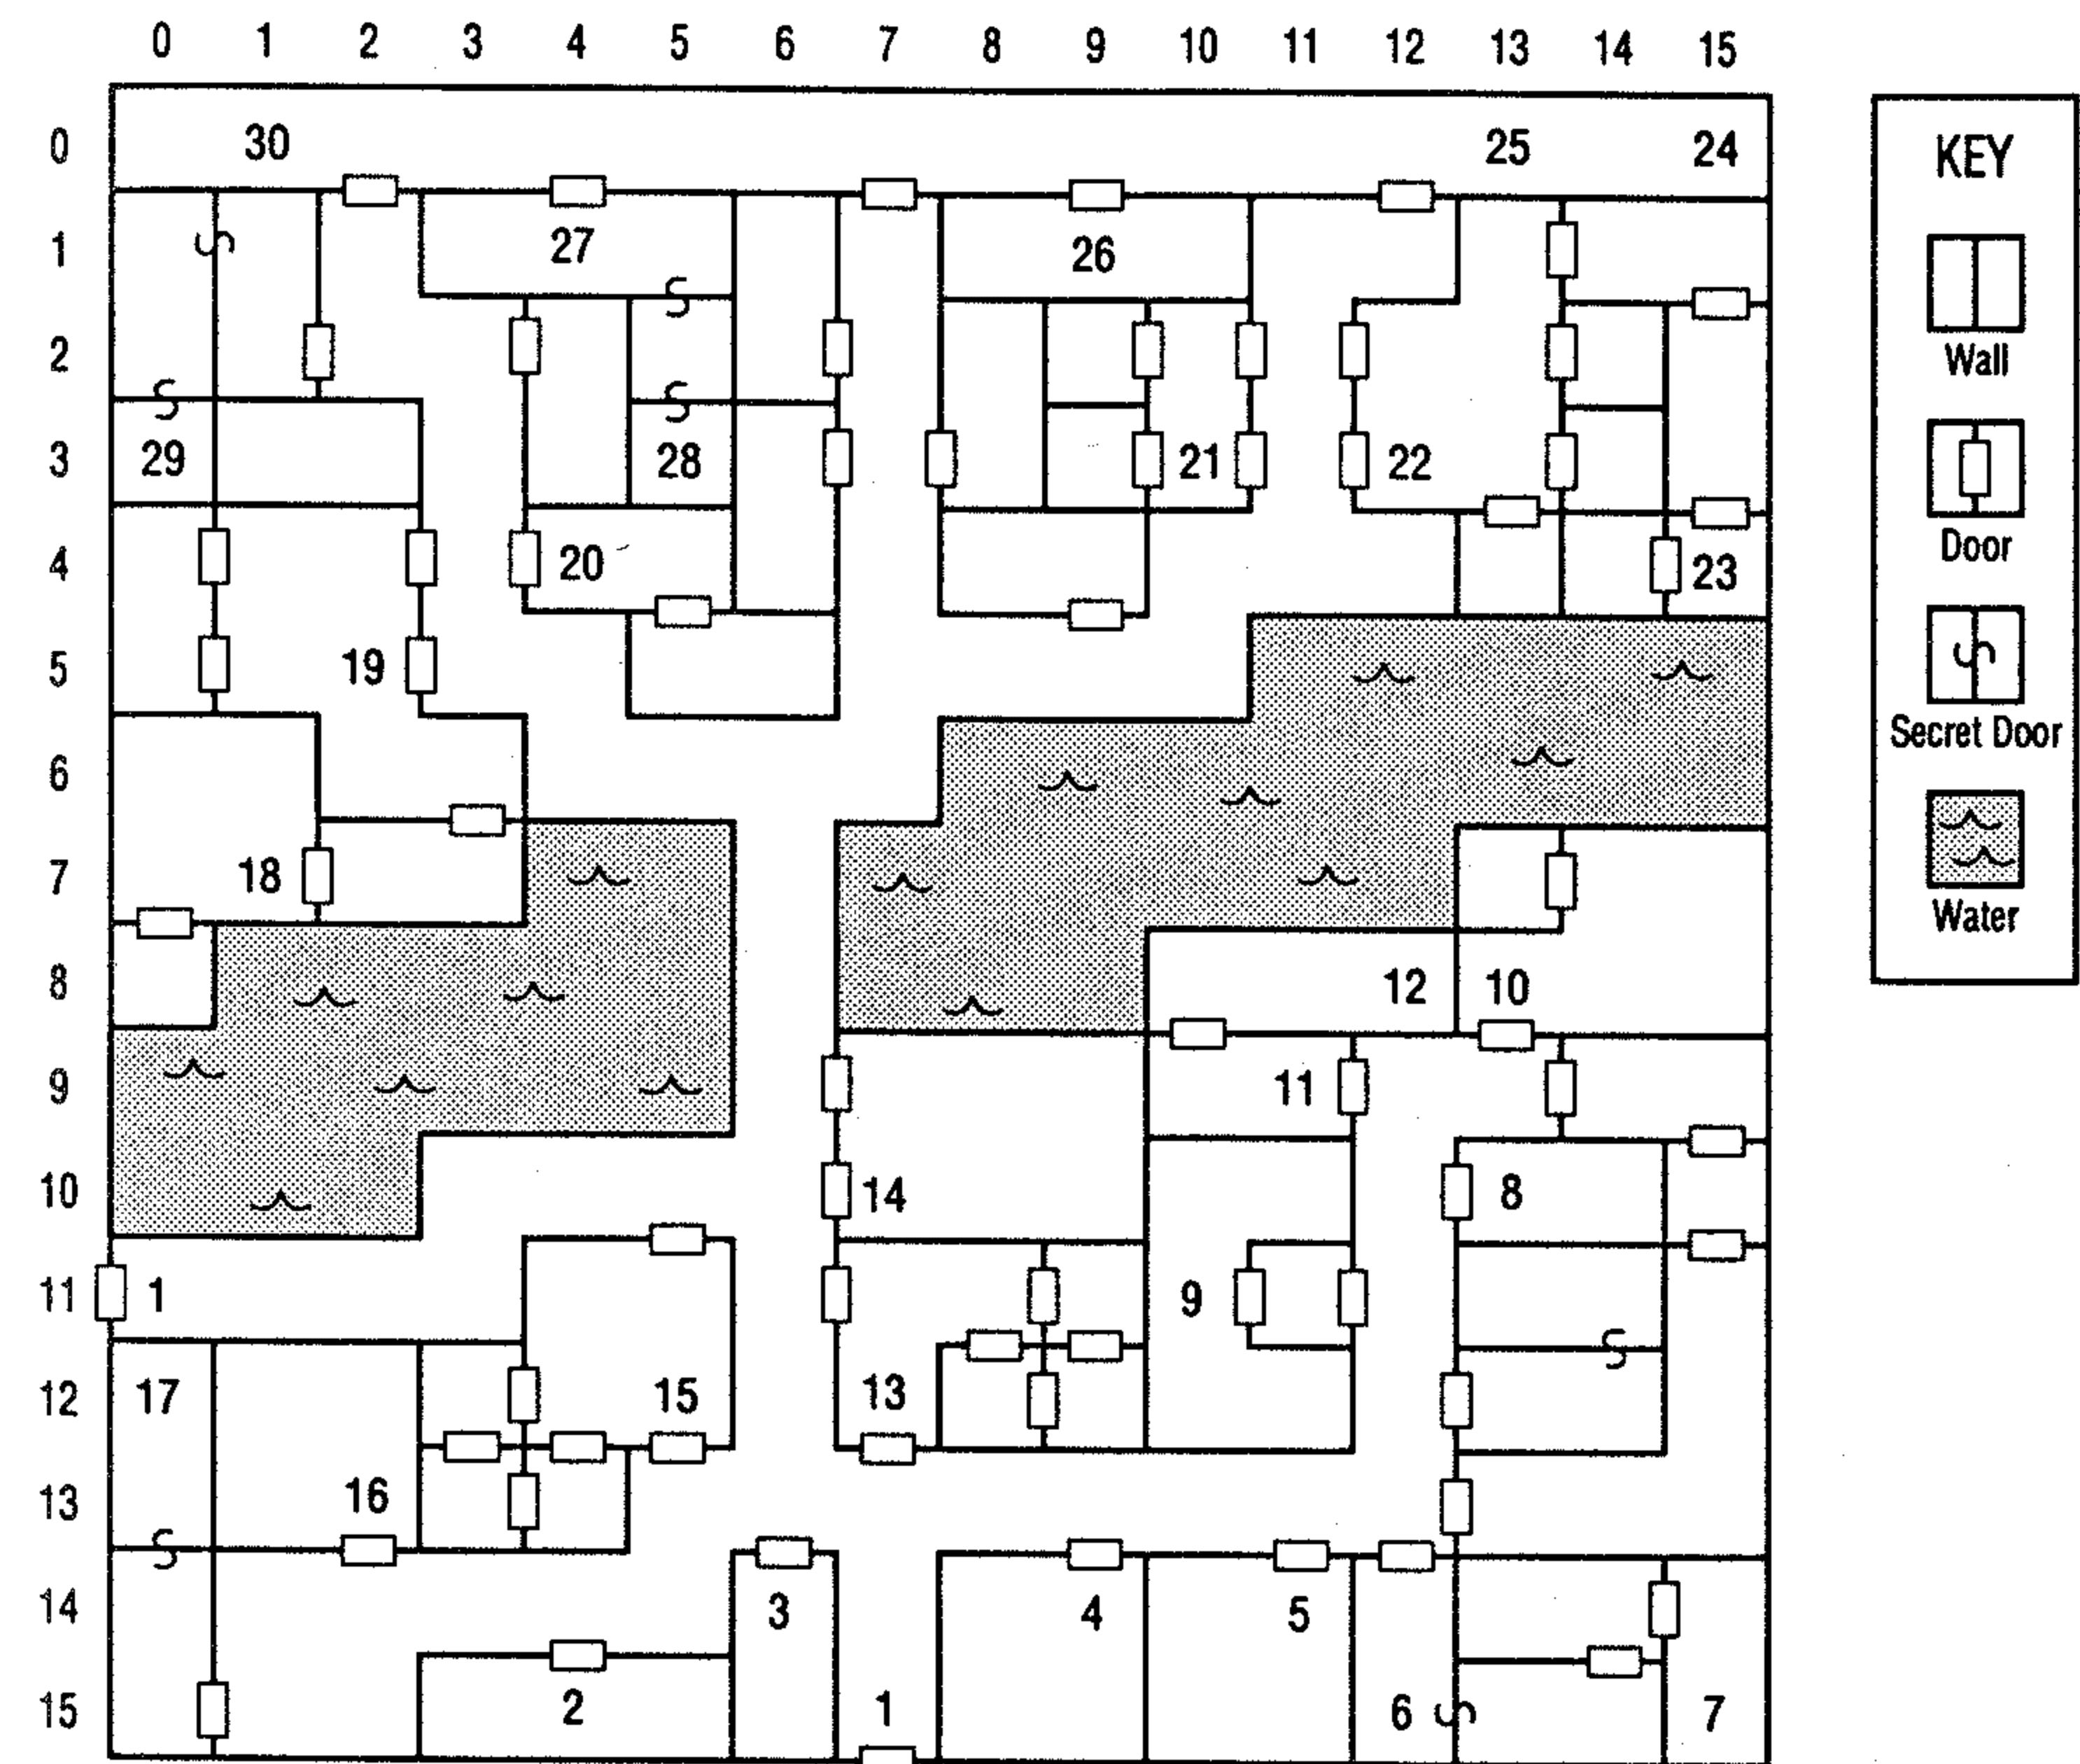 0 1 2 3 4 5 6 7 8 9 10 11 12 13 14 15
0 30 25 24
1 27 26
2
3 29 28 21 22
4 20 23
5 19
6
7 18
8 12 10
9 11
10 14 8
11 1 9
12 17 15 13
13 16
14 3 4 5
15 2 1 6 7
S
S
S
S
S
S
S
KEY
Wall
Door
S
Secret Door
Water